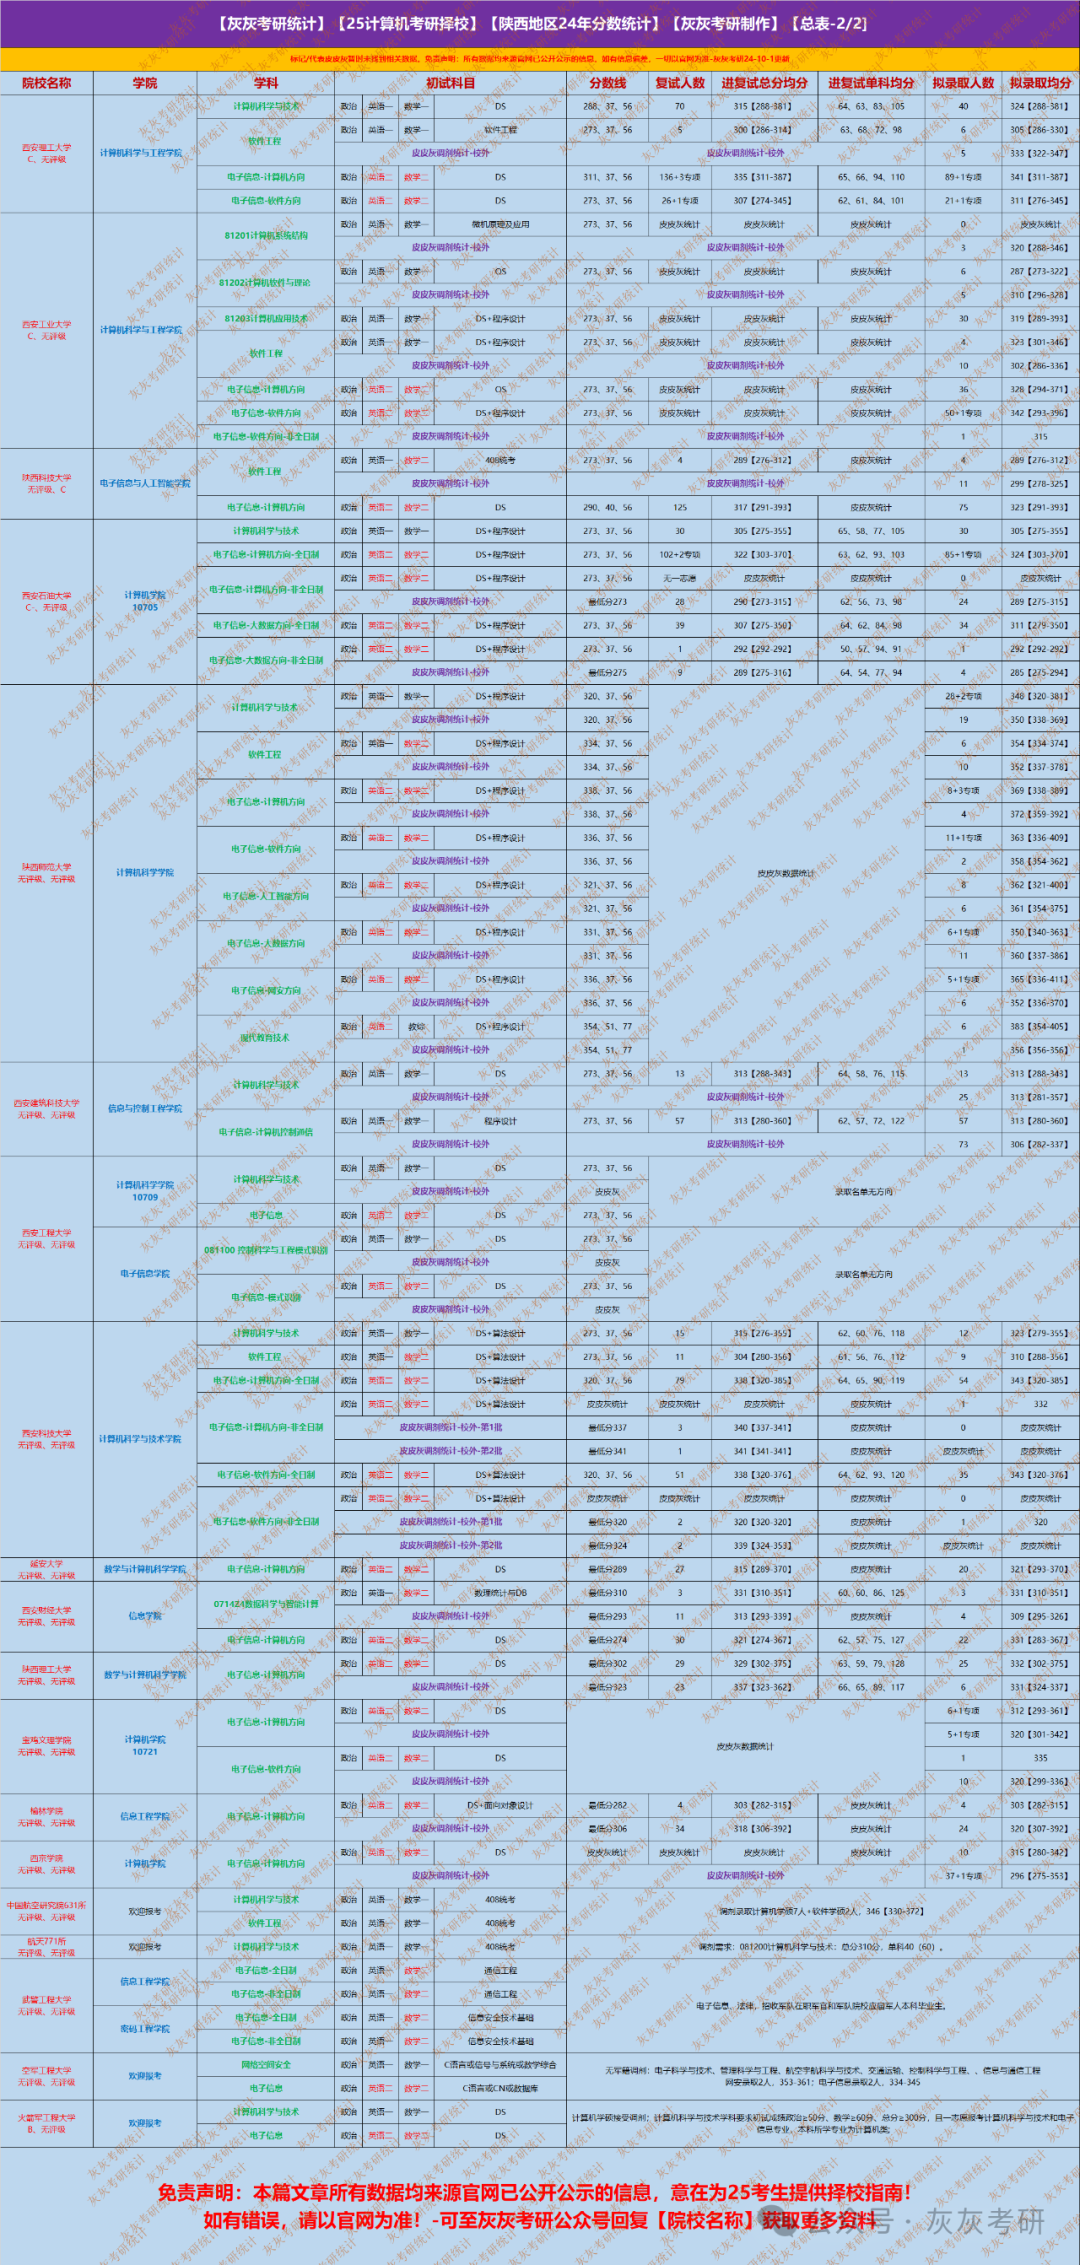 【灰灰考研统计】【25计算机考研择校】【陕西地区24年分数统计】【灰灰考研制作】【总表-2/2】
标记/代表皮皮灰暂时未找到相关数据，免责声明：所有数据均来源官网已公开公示的信息，如有信息偏差，一切以官网为准-灰灰考研24-10-1更新
院校名称 学院 学科 初试科目 分数线 复试人数 进复试总分均分 进复试单科均分 拟录取人数 拟录取均分
西安理工大学 C、无评级 计算机科学与工程学院
计算机科学与技术 政治 英语一 数学一 DS 288，37，56 70 315【288-381】 64，63，83，105 40 324【288-381】
软件工程 政治 英语一 数学一 软件工程 273，37，56 5 300【286-314】 63，68，72，98 6 305【286-330】
皮皮灰调剂统计-校外 皮皮灰调剂统计-校外 5 333【322-347】
电子信息-计算机方向 政治 英语二 数学二 DS 311，37，56 136+3专项 335【311-387】 65，66，94，110 89+1专项 341【311-387】
电子信息-软件方向 政治 英语二 数学二 DS 273，37，56 26+1专项 307【274-345】 62，61，84，101 21+1专项 311【276-345】
西安工业大学 C、无评级 计算机科学与工程学院
81201计算机系统结构 政治 英语一 数学一 微机原理及应用 273，37，56 皮皮灰统计 皮皮灰统计 皮皮灰统计 0 皮皮灰统计
皮皮灰调剂统计-校外 皮皮灰调剂统计-校外 3 320【288-346】
81202计算机软件与理论 政治 英语一 数学一 OS 273，37，56 皮皮灰统计 皮皮灰统计 皮皮灰统计 6 287【273-322】
皮皮灰调剂统计-校外 皮皮灰调剂统计-校外 5 310【296-328】
81203计算机应用技术 政治 英语一 数学一 DS+程序设计 273，37，56 皮皮灰统计 皮皮灰统计 皮皮灰统计 30 319【289-393】
软件工程 政治 英语一 数学一 DS+程序设计 273，37，56 皮皮灰统计 皮皮灰统计 皮皮灰统计 4 323【301-346】
皮皮灰调剂统计-校外 皮皮灰调剂统计-校外 10 302【286-336】
电子信息-计算机方向 政治 英语二 数学二 OS 273，37，56 皮皮灰统计 皮皮灰统计 皮皮灰统计 36 328【294-371】
电子信息-软件方向 政治 英语二 数学二 DS+程序设计 273，37，56 皮皮灰统计 皮皮灰统计 皮皮灰统计 50+1专项 342【293-396】
电子信息-软件方向-非全日制 皮皮灰调剂统计-校外 皮皮灰调剂统计-校外 1 315
陕西科技大学 无评级、C 电子信息与人工智能学院
软件工程 政治 英语一 数学二 408统考 273，37，56 4 289【276-312】 皮皮灰统计 4 289【276-312】
皮皮灰调剂统计-校外 皮皮灰调剂统计-校外 11 299【278-325】
电子信息-计算机方向 政治 英语二 数学二 DS 290，40，56 125 317【291-393】 皮皮灰统计 75 323【291-393】
西安石油大学 C-、无评级 计算机学院 10705
计算机科学与技术 政治 英语一 数学一 DS+程序设计 273，37，56 30 305【275-355】 65，58，77，105 30 305【275-355】
电子信息-计算机方向-全日制 政治 英语二 数学二 DS+程序设计 273，37，56 102+2专项 322【303-370】 63，62，93，103 85+1专项 324【303-370】
电子信息-计算机方向-非全日制 政治 英语二 数学二 DS+程序设计 273，37，56 无一志愿 皮皮灰统计 皮皮灰统计 0 皮皮灰统计
皮皮灰调剂统计-校外 最低分273 28 290【273-315】 62，56，73，98 24 289【275-315】
电子信息-大数据方向-全日制 政治 英语二 数学二 DS+程序设计 273，37，56 39 307【275-350】 64，62，84，98 34 311【279-350】
电子信息-大数据方向-非全日制 政治 英语二 数学二 DS+程序设计 273，37，56 1 292【292-292】 50，57，94，91 1 292【292-292】
皮皮灰调剂统计-校外 最低分275 9 289【275-316】 64，54，77，94 4 285【275-294】
陕西师范大学 无评级、无评级 计算机科学学院 皮皮灰数据统计
计算机科学与技术 政治 英语一 数学一 DS+程序设计 320，37，56 28+2专项 348【320-381】
皮皮灰调剂统计-校外 320，37，56 19 350【338-369】
软件工程 政治 英语一 数学二 DS+程序设计 334，37，56 6 354【334-374】
皮皮灰调剂统计-校外 334，37，56 10 352【337-378】
电子信息-计算机方向 政治 英语二 数学二 DS+程序设计 338，37，56 8+3专项 369【338-389】
皮皮灰调剂统计-校外 338，37，56 4 372【359-392】
电子信息-软件方向 政治 英语二 数学二 DS+程序设计 336，37，56 11+1专项 363【336-409】
皮皮灰调剂统计-校外 336，37，56 2 358【354-362】
电子信息-人工智能方向 政治 英语二 数学二 DS+程序设计 321，37，56 8 362【321-400】
皮皮灰调剂统计-校外 321，37，56 6 361【354-375】
电子信息-大数据方向 政治 英语二 数学二 DS+程序设计 331，37，56 6+1专项 350【340-363】
皮皮灰调剂统计-校外 331，37，56 11 360【337-386】
电子信息-网安方向 政治 英语二 数学二 DS+程序设计 336，37，56 5+1专项 365【336-411】
皮皮灰调剂统计-校外 336，37，56 6 352【336-370】
现代教育技术 政治 英语二 教综 DS+程序设计 354，51，77 6 383【354-405】
皮皮灰调剂统计-校外 354，51，77 1 356【356-356】
西安建筑科技大学 无评级、无评级 信息与控制工程学院
计算机科学与技术 政治 英语一 数学一 DS 273，37，56 13 313【288-343】 64，58，76，115 13 313【288-343】
皮皮灰调剂统计-校外 皮皮灰调剂统计-校外 25 313【281-357】
电子信息-计算机控制通信 政治 英语一 数学一 程序设计 273，37，56 57 313【280-360】 62，57，72，122 57 313【280-360】
皮皮灰调剂统计-校外 皮皮灰调剂统计-校外 73 306【282-337】
西安工程大学 无评级、无评级
计算机科学学院 10709 录取名单无方向
计算机科学与技术 政治 英语一 数学一 DS 273，37，56
皮皮灰调剂统计-校外 皮皮灰
电子信息 政治 英语二 数学二 DS 273，37，56
电子信息学院 录取名单无方向
081100 控制科学与工程模式识别 政治 英语一 数学一 DS 273，37，56
皮皮灰调剂统计-校外 皮皮灰
电子信息-模式识别 政治 英语二 数学二 DS 273，37，56
皮皮灰调剂统计-校外 皮皮灰
西安科技大学 无评级、无评级 计算机科学与技术学院
计算机科学与技术 政治 英语一 数学一 DS+算法设计 273，37，56 15 315【276-355】 62，60，76，118 12 323【279-355】
软件工程 政治 英语一 数学二 DS+算法设计 273，37，56 11 304【280-356】 61，56，76，112 9 310【288-356】
电子信息-计算机方向-全日制 政治 英语二 数学二 DS+算法设计 320，37，56 79 338【320-385】 64，65，90，119 54 343【320-385】
电子信息-计算机方向-非全日制 政治 英语二 数学二 DS+算法设计 皮皮灰统计 皮皮灰统计 皮皮灰统计 皮皮灰统计 1 332
皮皮灰调剂统计-校外-第1批 最低分337 3 340【337-341】 皮皮灰统计 0 皮皮灰统计
皮皮灰调剂统计-校外-第2批 最低分341 1 341【341-341】 皮皮灰统计 皮皮灰统计 皮皮灰统计
电子信息-软件方向-全日制 政治 英语二 数学二 DS+算法设计 320，37，56 51 338【320-376】 64，62，93，120 35 343【320-376】
电子信息-软件方向-非全日制 政治 英语二 数学二 DS+算法设计 皮皮灰统计 皮皮灰统计 皮皮灰统计 皮皮灰统计 0 皮皮灰统计
皮皮灰调剂统计-校外-第1批 最低分320 2 320【320-320】 皮皮灰统计 1 320
皮皮灰调剂统计-校外-第2批 最低分324 2 339【324-353】 皮皮灰统计 皮皮灰统计 皮皮灰统计
延安大学 无评级、无评级 数学与计算机科学学院 电子信息-计算机方向 政治 英语二 数学二 DS 最低分289 27 315【289-370】 皮皮灰统计 20 321【293-370】
西安财经大学 无评级、无评级 信息学院
0714Z4数据科学与智能计算 政治 英语一 数学二 数理统计与DB 最低分310 3 331【310-351】 60，60，86，125 3 331【310-351】
皮皮灰调剂统计-校外 最低分293 11 313【293-339】 皮皮灰统计 4 309【295-326】
电子信息-计算机方向 政治 英语二 数学二 DS 最低分274 30 321【274-367】 62，57，75，127 22 331【283-367】
陕西理工大学 无评级、无评级 数学与计算机科学学院
电子信息-计算机方向 政治 英语二 数学二 DS 最低分302 29 329【302-375】 63，59，79，128 25 332【302-375】
皮皮灰调剂统计-校外 最低分323 23 337【323-362】 66，65，89，117 6 331【324-337】
宝鸡文理学院 无评级、无评级 计算机学院 10721 皮皮灰数据统计
电子信息-计算机方向 政治 英语二 数学二 DS 6+1专项 312【293-361】
皮皮灰调剂统计-校外 5+1专项 320【301-342】
电子信息-软件方向 政治 英语二 数学二 DS 1 335
皮皮灰调剂统计-校外 10 320【299-336】
榆林学院 无评级、无评级 信息工程学院
电子信息-计算机方向 政治 英语二 数学二 DS+面向对象设计 最低分282 4 303【282-315】 皮皮灰统计 4 303【282-315】
皮皮灰调剂统计-校外 最低分306 34 318【306-392】 皮皮灰统计 24 320【307-392】
西京学院 无评级、无评级 计算机学院
电子信息-计算机方向 政治 英语二 数学二 DS 皮皮灰统计 皮皮灰统计 皮皮灰统计 皮皮灰统计 10 315【280-342】
皮皮灰调剂统计-校外 皮皮灰调剂统计-校外 37+1专项 296【275-353】
中国航空研究院631所 无评级、无评级 欢迎报考
计算机科学与技术 政治 英语一 数学一 408统考 调剂录取计算机学硕7人+软件学硕2人，346【330-372】
软件工程 政治 英语一 数学一 408统考
航天771所 无评级、无评级 欢迎报考 计算机科学与技术 政治 英语一 数学一 408统考 调剂需求：081200计算机科学与技术：总分310分，单科40（60）。
武警工程大学 无评级、无评级
信息工程学院 电子信息-全日制 政治 英语一 数学二 通信工程
电子信息-非全日制 政治 英语一 数学二 通信工程
电子信息、法律，招收军队在职军官和军队院校应届军人本科毕业生。
密码工程学院 电子信息-全日制 政治 英语一 数学二 信息安全技术基础
电子信息-非全日制 政治 英语一 数学二 信息安全技术基础
空军工程大学 无评级、无评级 欢迎报考
网络空间安全 政治 英语一 数学一 C语言或信号与系统或数学综合
电子信息 政治 英语二 数学二 C语言或CN或数据库
无军籍调剂：电子科学与技术、管理科学与工程、航空宇航科学与技术、交通运输、控制科学与工程、、信息与通信工程
网安录取2人，353-361；电子信息录取2人，334-345
火箭军工程大学 B、无评级 欢迎报考
计算机科学与技术 政治 英语一 数学一 DS
电子信息 政治 英语二 数学二 DS
计算机学硕接受调剂；计算机科学与技术学科要求初试成绩政治≥50分、数学≥60分、总分≥300分，且一志愿报考计算机科学与技术和电子
信息专业，本科所学专业为计算机类;
免责声明：本篇文章所有数据均来源官网已公开公示的信息，意在为25考生提供择校指南！
如有错误，请以官网为准！-可至灰灰考研公众号回复【院校名称】获取更多资料
公众号 · 灰灰考研